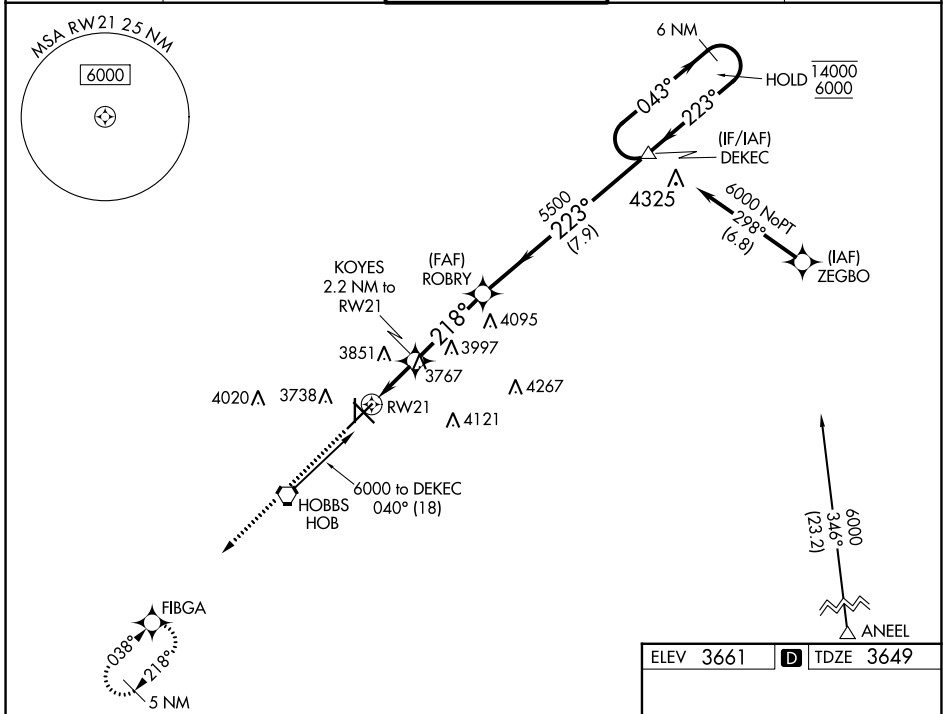 MSA RW21 25 NM
6000
6 NM
HOLD 14000
6000
043°
223°
(IF/IAF)
DEKEC
4325
6000 NoPT
298°
(6.8)
(IAF)
ZEGBO
5500
223°
(7.9)
(FAF)
ROBRY
KOYES
2.2 NM to
RW21
218°
4095
3851
3997
3767
4267
4020
3738
RW21
4121
6000 to DEKEC
040° (18)
HOBBS
HOB
6000
346°
(23.2)
ANEEL
FIBGA
038°
218°
5 NM
ELEV 3661 D TDZE 3649